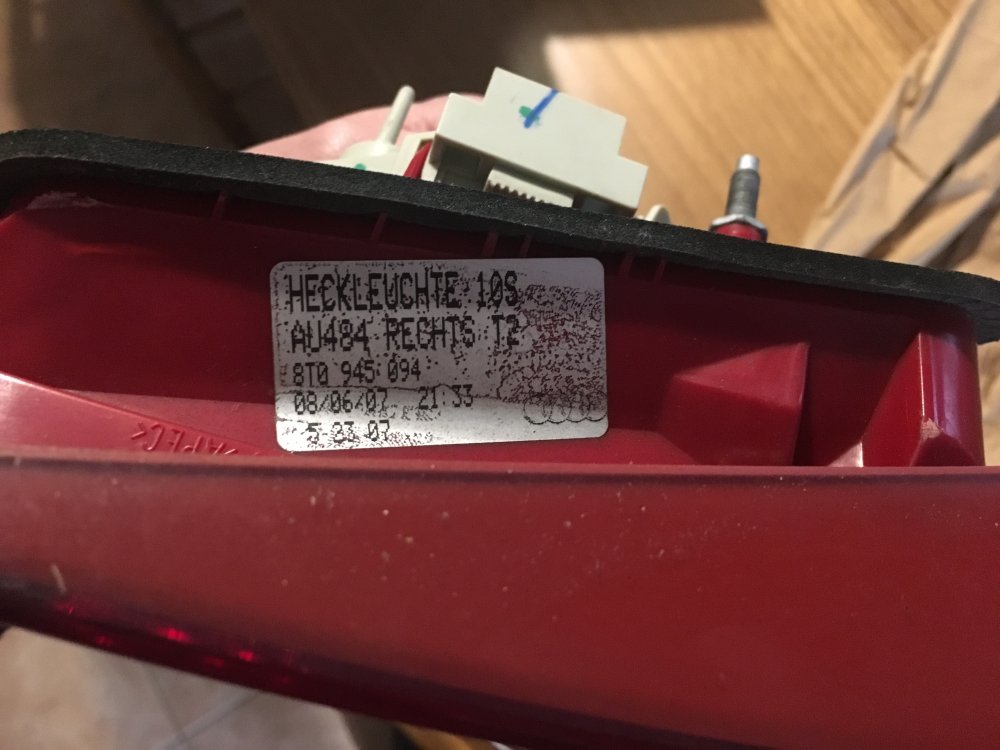 HECKLEUCHTE 10S
AU484 RECHTS T2
8T0 945 094
08/06/07 21:33
5 23 07